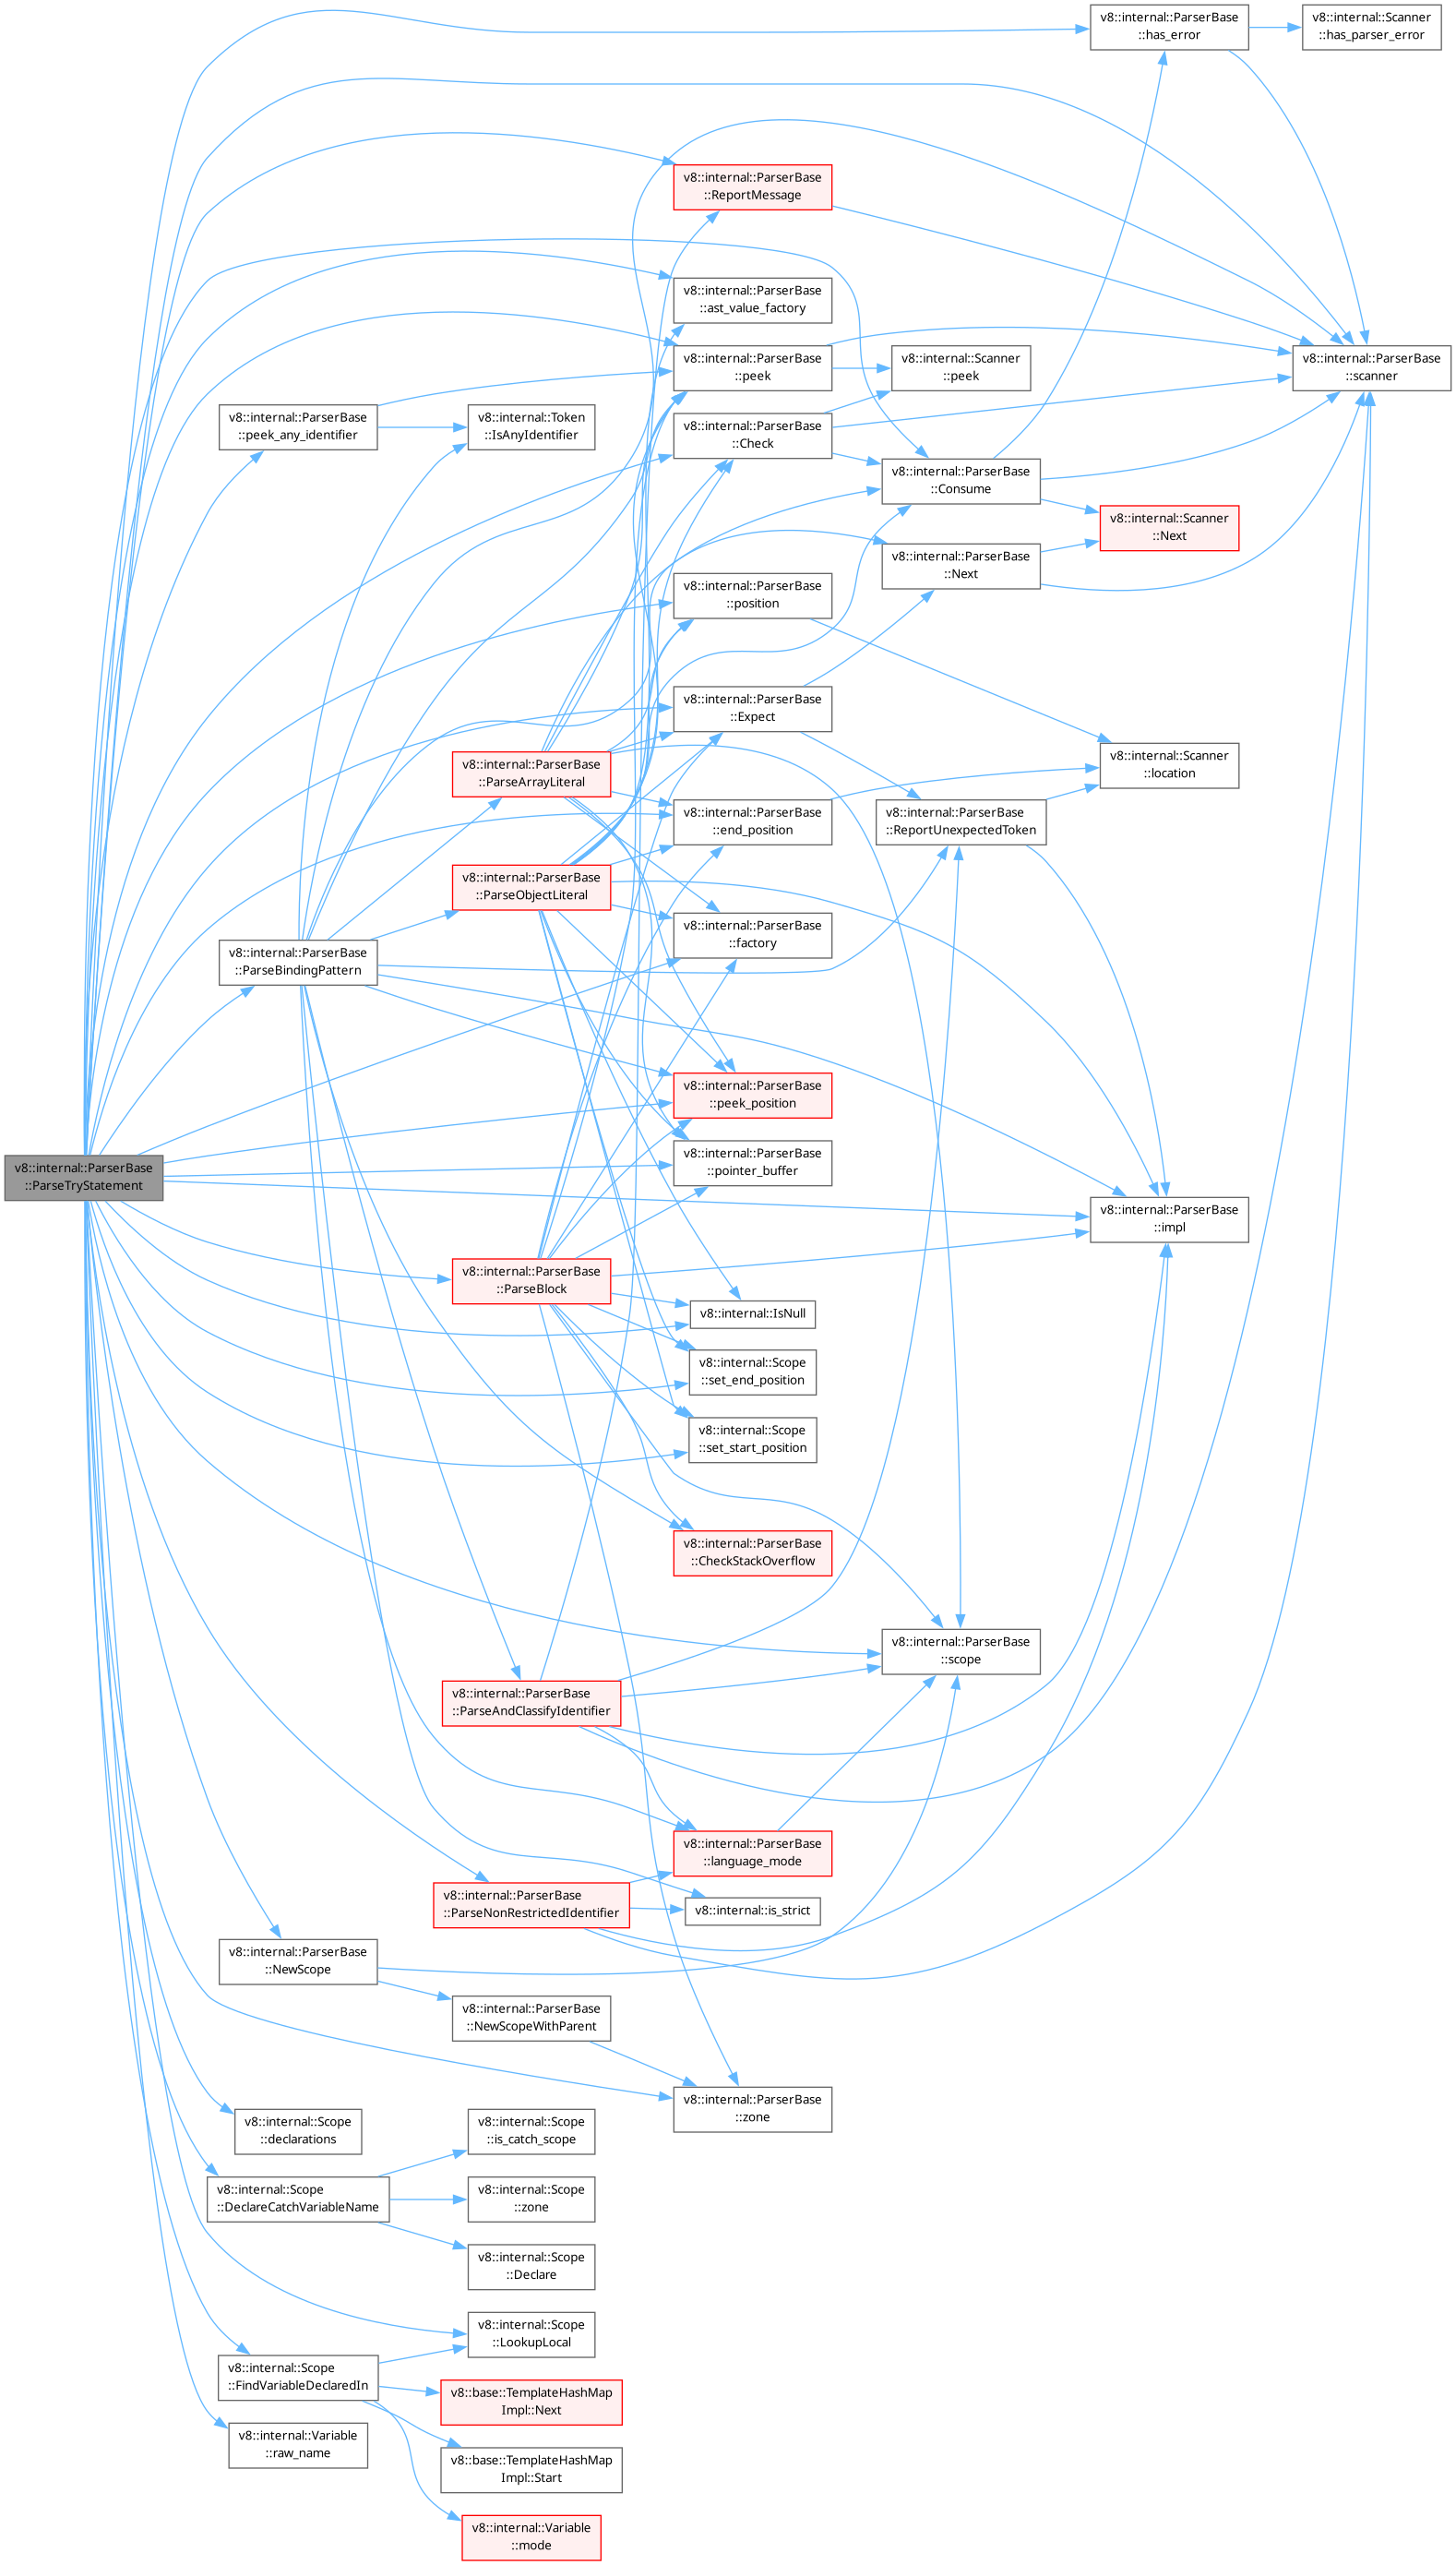 v8::internal::ParserBase
::has_error
v8::internal::Scanner
::has_parser_error
v8::internal::ParserBase
::ReportMessage
v8::internal::ParserBase
::ast_value_factory
v8::internal::ParserBase
::peek
v8::internal::Scanner
::peek
v8::internal::ParserBase
::scanner
v8::internal::ParserBase
::peek_any_identifier
v8::internal::Token
::IsAnyIdentifier
v8::internal::ParserBase
::Check
v8::internal::ParserBase
::Consume
v8::internal::Scanner
::Next
v8::internal::ParserBase
::Next
v8::internal::ParserBase
::position
v8::internal::ParserBase
::Expect
v8::internal::ParserBase
::ParseArrayLiteral
v8::internal::Scanner
::location
v8::internal::ParserBase
::end_position
v8::internal::ParserBase
::ReportUnexpectedToken
v8::internal::ParserBase
::ParseObjectLiteral
v8::internal::ParserBase
::factory
v8::internal::ParserBase
::ParseBindingPattern
v8::internal::ParserBase
::peek_position
v8::internal::ParserBase
::ParseTryStatement
v8::internal::ParserBase
::pointer_buffer
v8::internal::ParserBase
::impl
v8::internal::ParserBase
::ParseBlock
v8::internal::IsNull
v8::internal::Scope
::set_end_position
v8::internal::Scope
::set_start_position
v8::internal::ParserBase
::CheckStackOverflow
v8::internal::ParserBase
::scope
v8::internal::ParserBase
::ParseAndClassifyIdentifier
v8::internal::ParserBase
::language_mode
v8::internal::ParserBase
::ParseNonRestrictedIdentifier
v8::internal::is_strict
v8::internal::ParserBase
::NewScope
v8::internal::ParserBase
::NewScopeWithParent
v8::internal::ParserBase
::zone
v8::internal::Scope
::declarations
v8::internal::Scope
::is_catch_scope
v8::internal::Scope
::DeclareCatchVariableName
v8::internal::Scope
::zone
v8::internal::Scope
::Declare
v8::internal::Scope
::LookupLocal
v8::internal::Scope
::FindVariableDeclaredIn
v8::base::TemplateHashMap
Impl::Next
v8::internal::Variable
::raw_name
v8::base::TemplateHashMap
Impl::Start
v8::internal::Variable
::mode